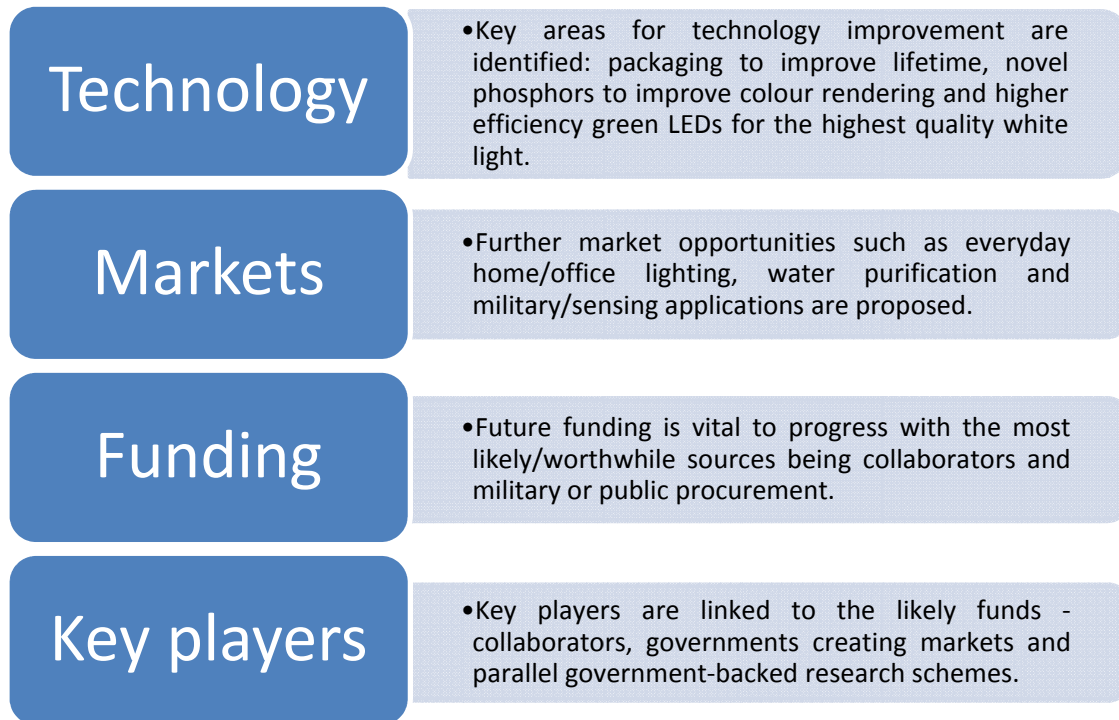 Technology
•Key areas for technology improvement are
identified: packaging to improve lifetime, novel
phosphors to improve colour rendering and higher
efficiency green LEDs for the highest quality white
light.
Markets
•Further market opportunities such as everyday
home/office lighting, water purification and
military/sensing applications are proposed.
Funding
•Future funding is vital to progress with the most
likely/worthwhile sources being collaborators and
military or public procurement.
Key players
•Key players are linked to the likely funds -
collaborators, governments creating markets and
parallel government-backed research schemes.